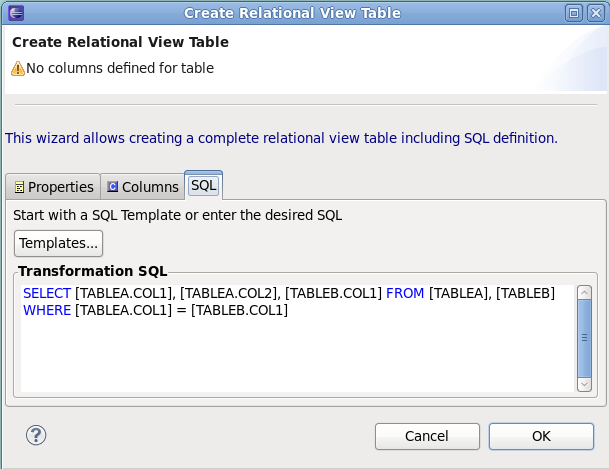 Create Relational View Table
Create Relational View Table
No columns defined for table
This wizard allows creating a complete relational view table including SQL definition.
Properties Columns SQL
Start with a SQL Template or enter the desired SQL
Templates...
Transformation SQL
SELECT [TABLEA.COL1], [TABLEA.COL2], [TABLEB.COL1] FROM [TABLEA], [TABLEB]
WHERE [TABLEA.COL1] = [TABLEB.COL1]
? Cancel OK